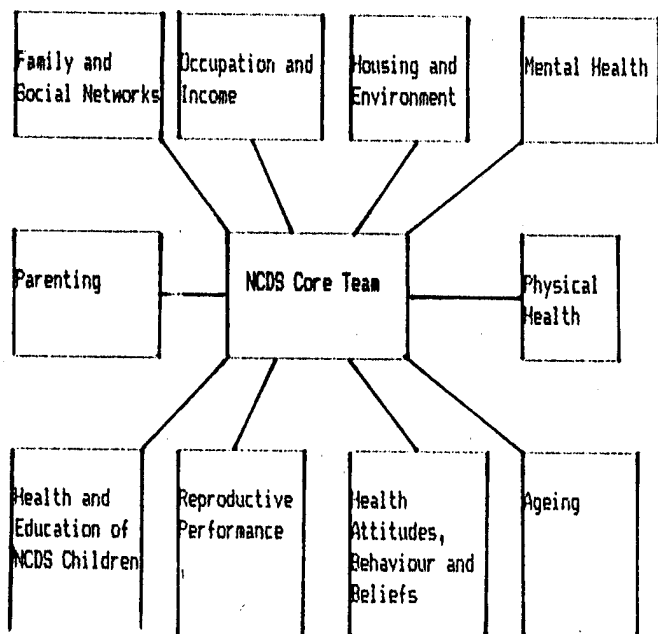 Family and
Social Networks
Occupation and
Income
Housing and
Environment
Mental Health
Parenting
NCDS Core Team
Physical
Health
Health and
Education of
NCDS Children
Reproductive
Performance
Health
Attitudes,
Behaviour and
Beliefs
Ageing